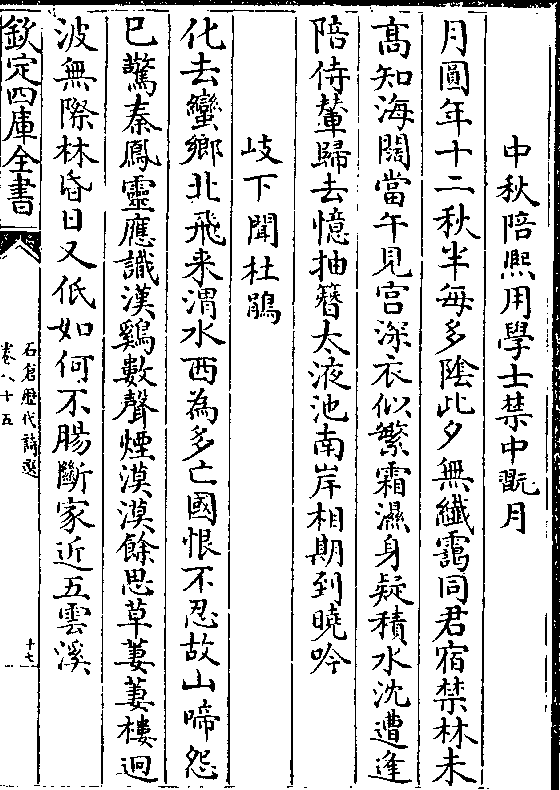 中秋陪熈用學士禁中翫月
月圓年十二秋半每多陰此夕無纎靄同君宿禁林未
髙知海闊當午見宫深衣似繁霜濕身疑積水沈遭逢
陪侍輦歸去憶抽簪太液池南岸相期到曉吟
岐下聞杜鵑
化去蠻鄉北飛来渭水西為多亡國恨不忍故山啼怨
已驚秦鳳靈應識漢鷄數聲煙漠漠餘思草萋萋樓迥
波無際林昏日又低如何不腸斷家近五雲溪
欽定四庫全書
石倉歴代詩選
卷八十五
十七